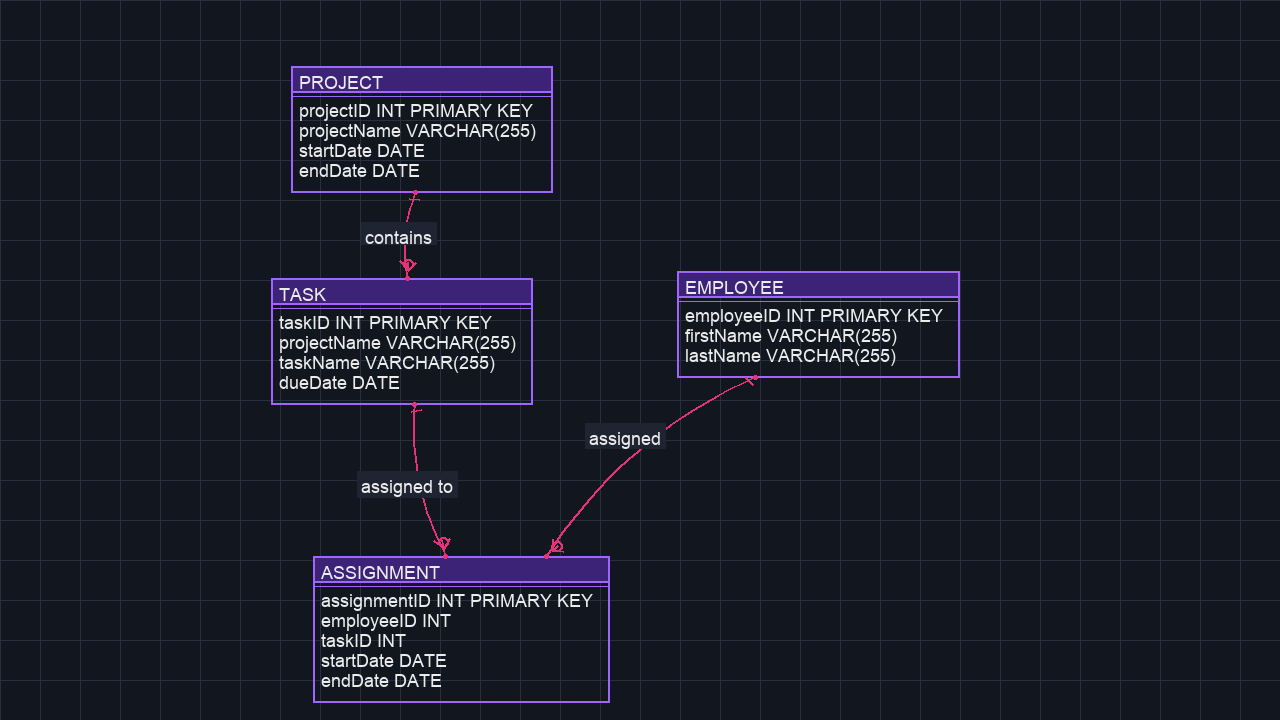 PROJECT
projectID INT PRIMARY KEY
projectName VARCHAR(255)
startDate DATE
endDate DATE
contains
TASK
taskID INT PRIMARY KEY
projectName VARCHAR(255)
taskName VARCHAR(255)
dueDate DATE
EMPLOYEE
employeeID INT PRIMARY KEY
firstName VARCHAR(255)
lastName VARCHAR(255)
assigned
assigned to
ASSIGNMENT
assignmentID INT PRIMARY KEY
employeeID INT
taskID INT
startDate DATE
endDate DATE